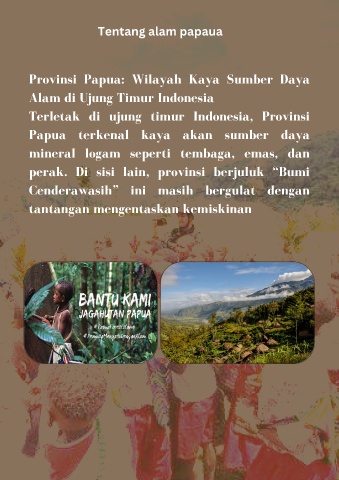 Tentang alam papaua
Provinsi Papua: Wilayah Kaya Sumber Daya
Alam di Ujung Timur Indonesia
Terletak di ujung timur Indonesia, Provinsi
Papua terkenal kaya akan sumber daya
mineral logam seperti tembaga, emas, dan
perak. Di sisi lain, provinsi berjuluk “Bumi
Cenderawasih” ini masih bergulat dengan
tantangan mengentaskan kemiskinan
BANTU KAMI
JAGAHUTAN PAPUA